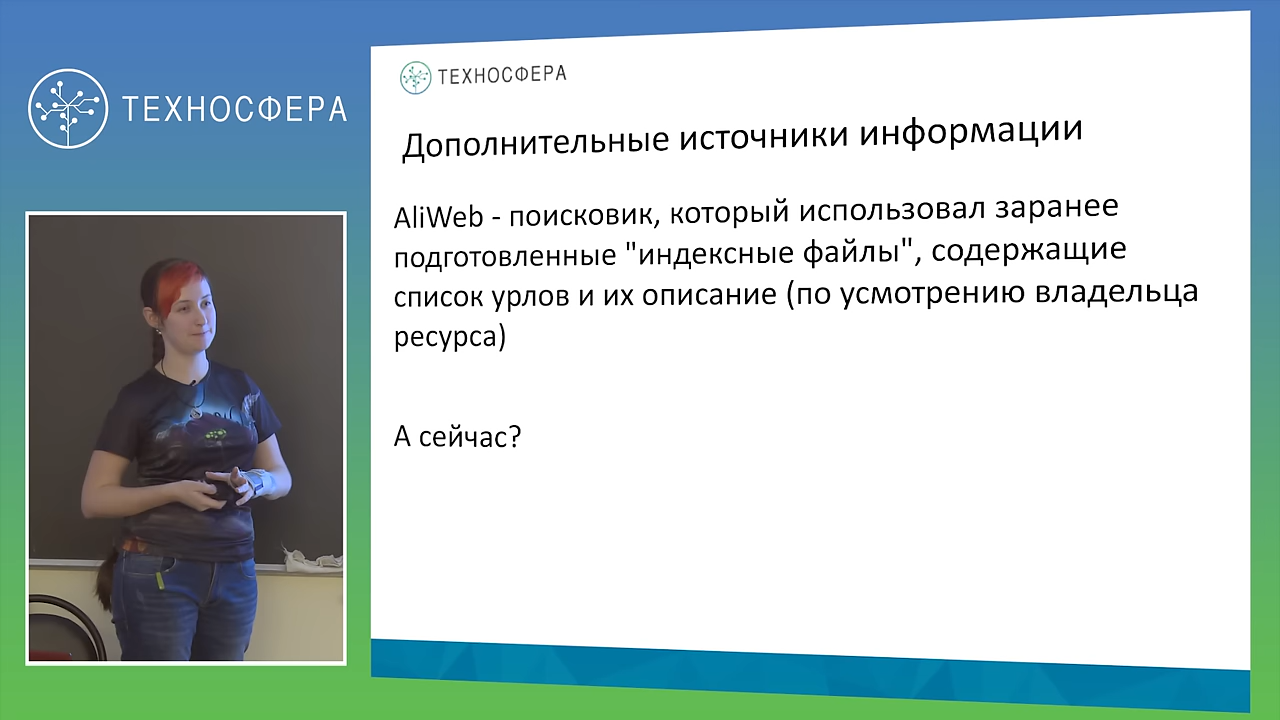 ТЕХНОСФЕРА
ТЕХНОСФЕРА
Дополнительные источники информации
AliWeb - поисковик, который использовал заранее
подготовленные "индексные файлы", содержащие
список урлов и их описание (по усмотрению владельца
ресурса)
А сейчас?